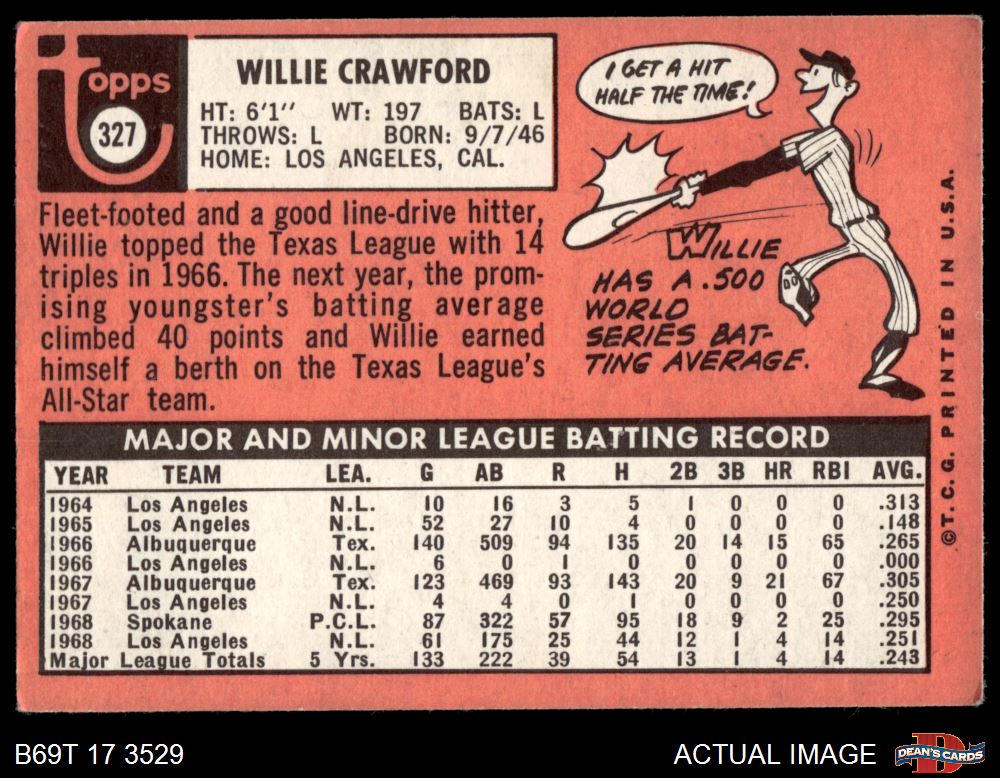 Topps
327
WILLIE CRAWFORD
HT: 6'1" WT: 197 BATS: L
THROWS: L BORN: 9/7/46
HOME: LOS ANGELES, CAL.
I GET A HIT
HALF THE TIME!
Fleet-footed and a good line-drive hitter,
Willie topped the Texas League with 14
triples in 1966. The next year, the prom-
ising youngster's batting average
climbed 40 points and Willie earned
himself a berth on the Texas League's
All-Star team.
WILLIE
HAS A .500
WORLD
SERIES BAT-
TING AVERAGE.
©T. C. G. PRINTED IN U.S.A.
MAJOR AND MINOR LEAGUE BATTING RECORD
YEAR TEAM LEA. G AB R H 2B 3B HR RBI AVG.
1964 Los Angeles N.L. 10 16 3 5 1 0 0 0 .313
1965 Los Angeles N.L. 52 27 10 4 0 0 0 0 .148
1966 Albuquerque Tex. 140 509 94 135 20 14 15 65 .265
1966 Los Angeles N.L. 6 0 1 0 0 0 0 0 .000
1967 Albuquerque Tex. 123 469 93 143 20 9 21 67 .305
1967 Los Angeles N.L. 4 4 0 1 0 0 0 0 .250
1968 Spokane P.C.L. 87 322 57 95 18 9 2 25 .295
1968 Los Angeles N.L. 61 175 25 44 12 1 4 14 .251
Major League Totals 5 Yrs. 133 222 39 54 13 1 4 14 .243
B69T 17 3529
ACTUAL IMAGE
DEAN'S CARDS